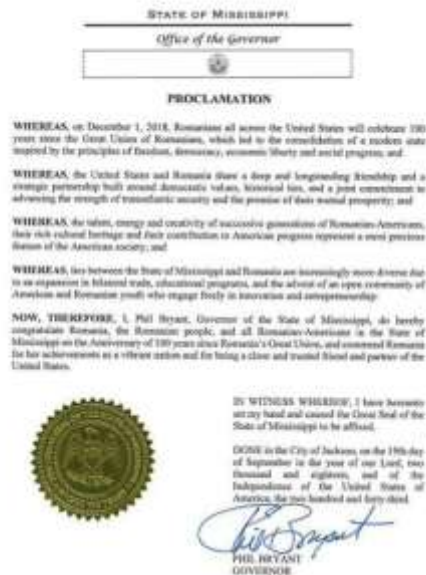 STATE OF MISSISSIPPI
Office of the Governor
PROCLAMATION
WHEREAS, on December 1, 2018, Romanians all across the United States will celebrate 100
years since the Great Union of Romanians, which led to the consolidation of a modern state
inspired by the principles of freedom, democracy, economic liberty and social progress; and
WHEREAS, the United States and Romania share a deep and longstanding friendship and a
strategic partnership built around democratic values, historical ties, and a joint commitment to
advancing the strength of transatlantic security and the promise of their mutual prosperity; and
WHEREAS, the talent, energy and creativity of successive generations of Romanian-Americans,
their rich cultural heritage and their contribution to American progress represent a most precious
feature of the American society; and
WHEREAS, ties between the State of Mississippi and Romania are increasingly more diverse due
to an expansion in bilateral trade, educational programs, and the advent of an open community of
American and Romanian youth who engage freely in innovation and entrepreneurship
NOW, THEREFORE, I, Phil Bryant, Governor of the State of Mississippi, do hereby
congratulate Romania, the Romanian people, and all Romanian-Americans in the State of
Mississippi on the Anniversary of 100 years since Romania's Great Union, and commend Romania
for her achievements as a vibrant nation and for being a close and trusted friend and partner of the
United States.
IN WITNESS WHEREOF, I have hereunto
set my hand and caused the Great Seal of the
State of Mississippi to be affixed.
DONE in the City of Jackson, on the 19th day
of September in the year of our Lord, two
thousand and eighteen, and of the
Independence of the United States of
America, the two hundred and forty-third.
Phil Bryant
PHIL BRYANT
GOVERNOR